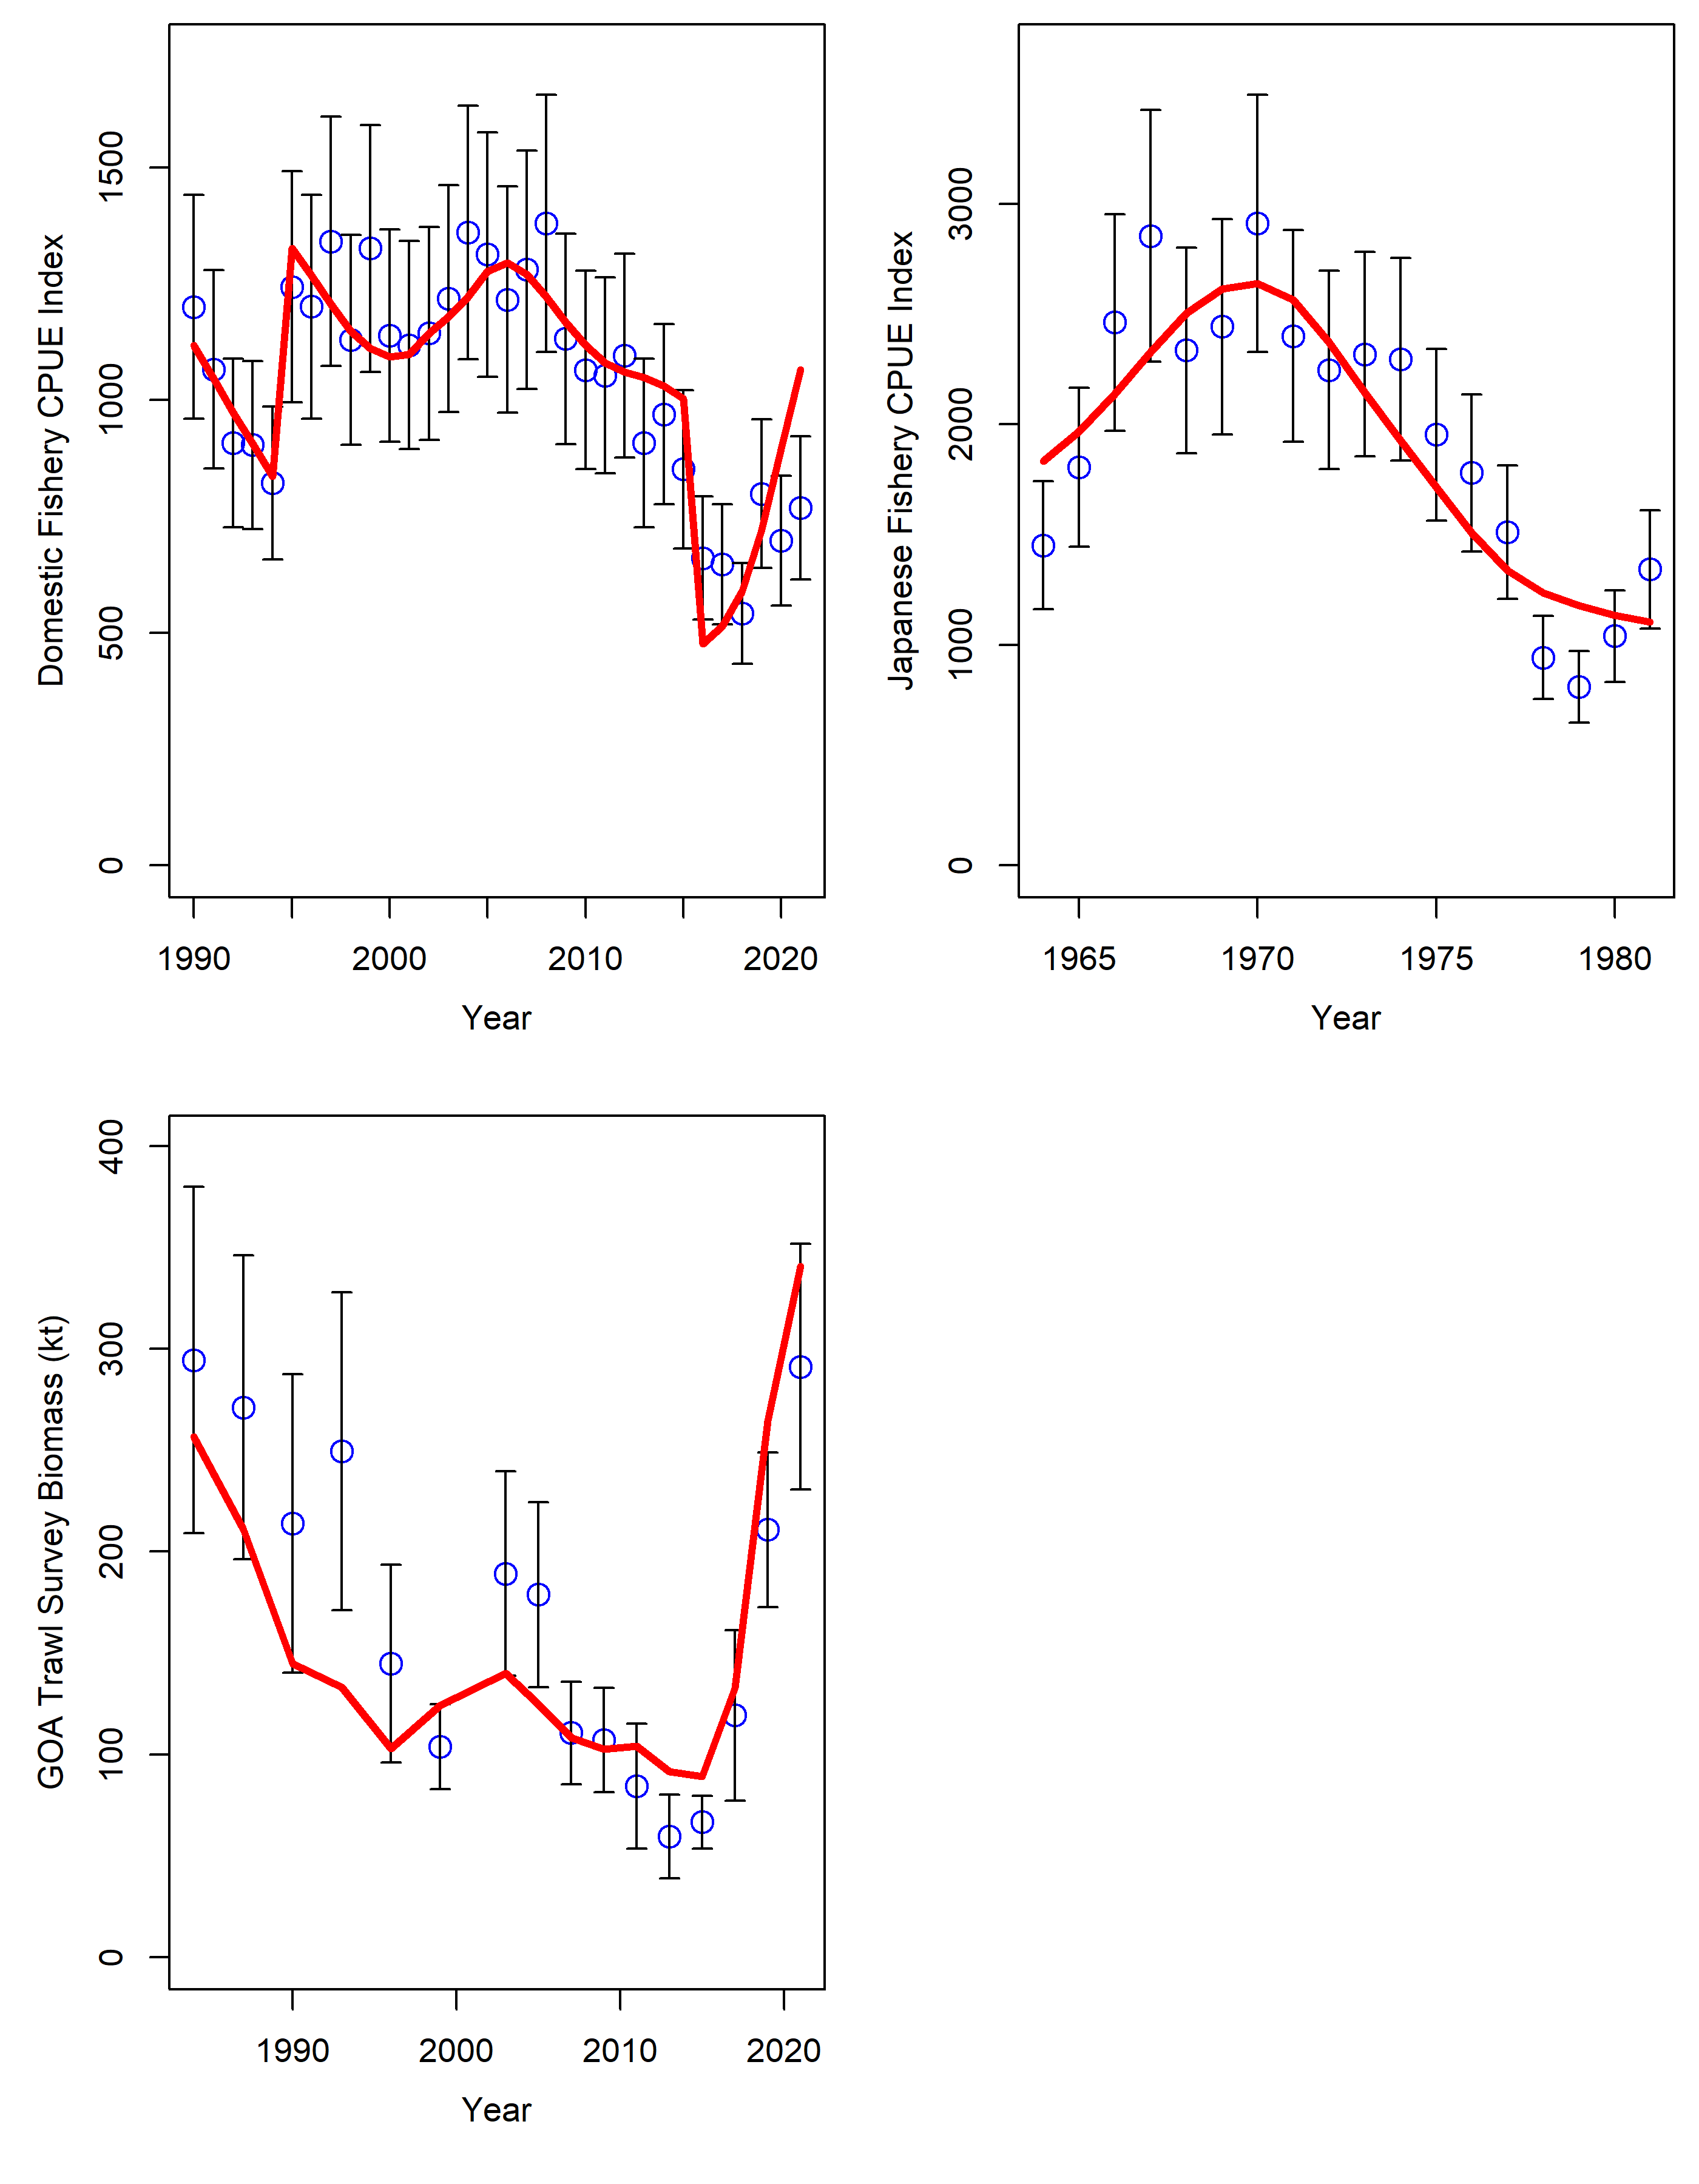 Domestic Fishery CPUE Index
0 500 1000 1500
1990 2000 2010 2020
Year
Japanese Fishery CPUE Index
0 1000 2000 3000
1965 1970 1975 1980
Year
GOA Trawl Survey Biomass (kt)
0 100 200 300 400
1990 2000 2010 2020
Year